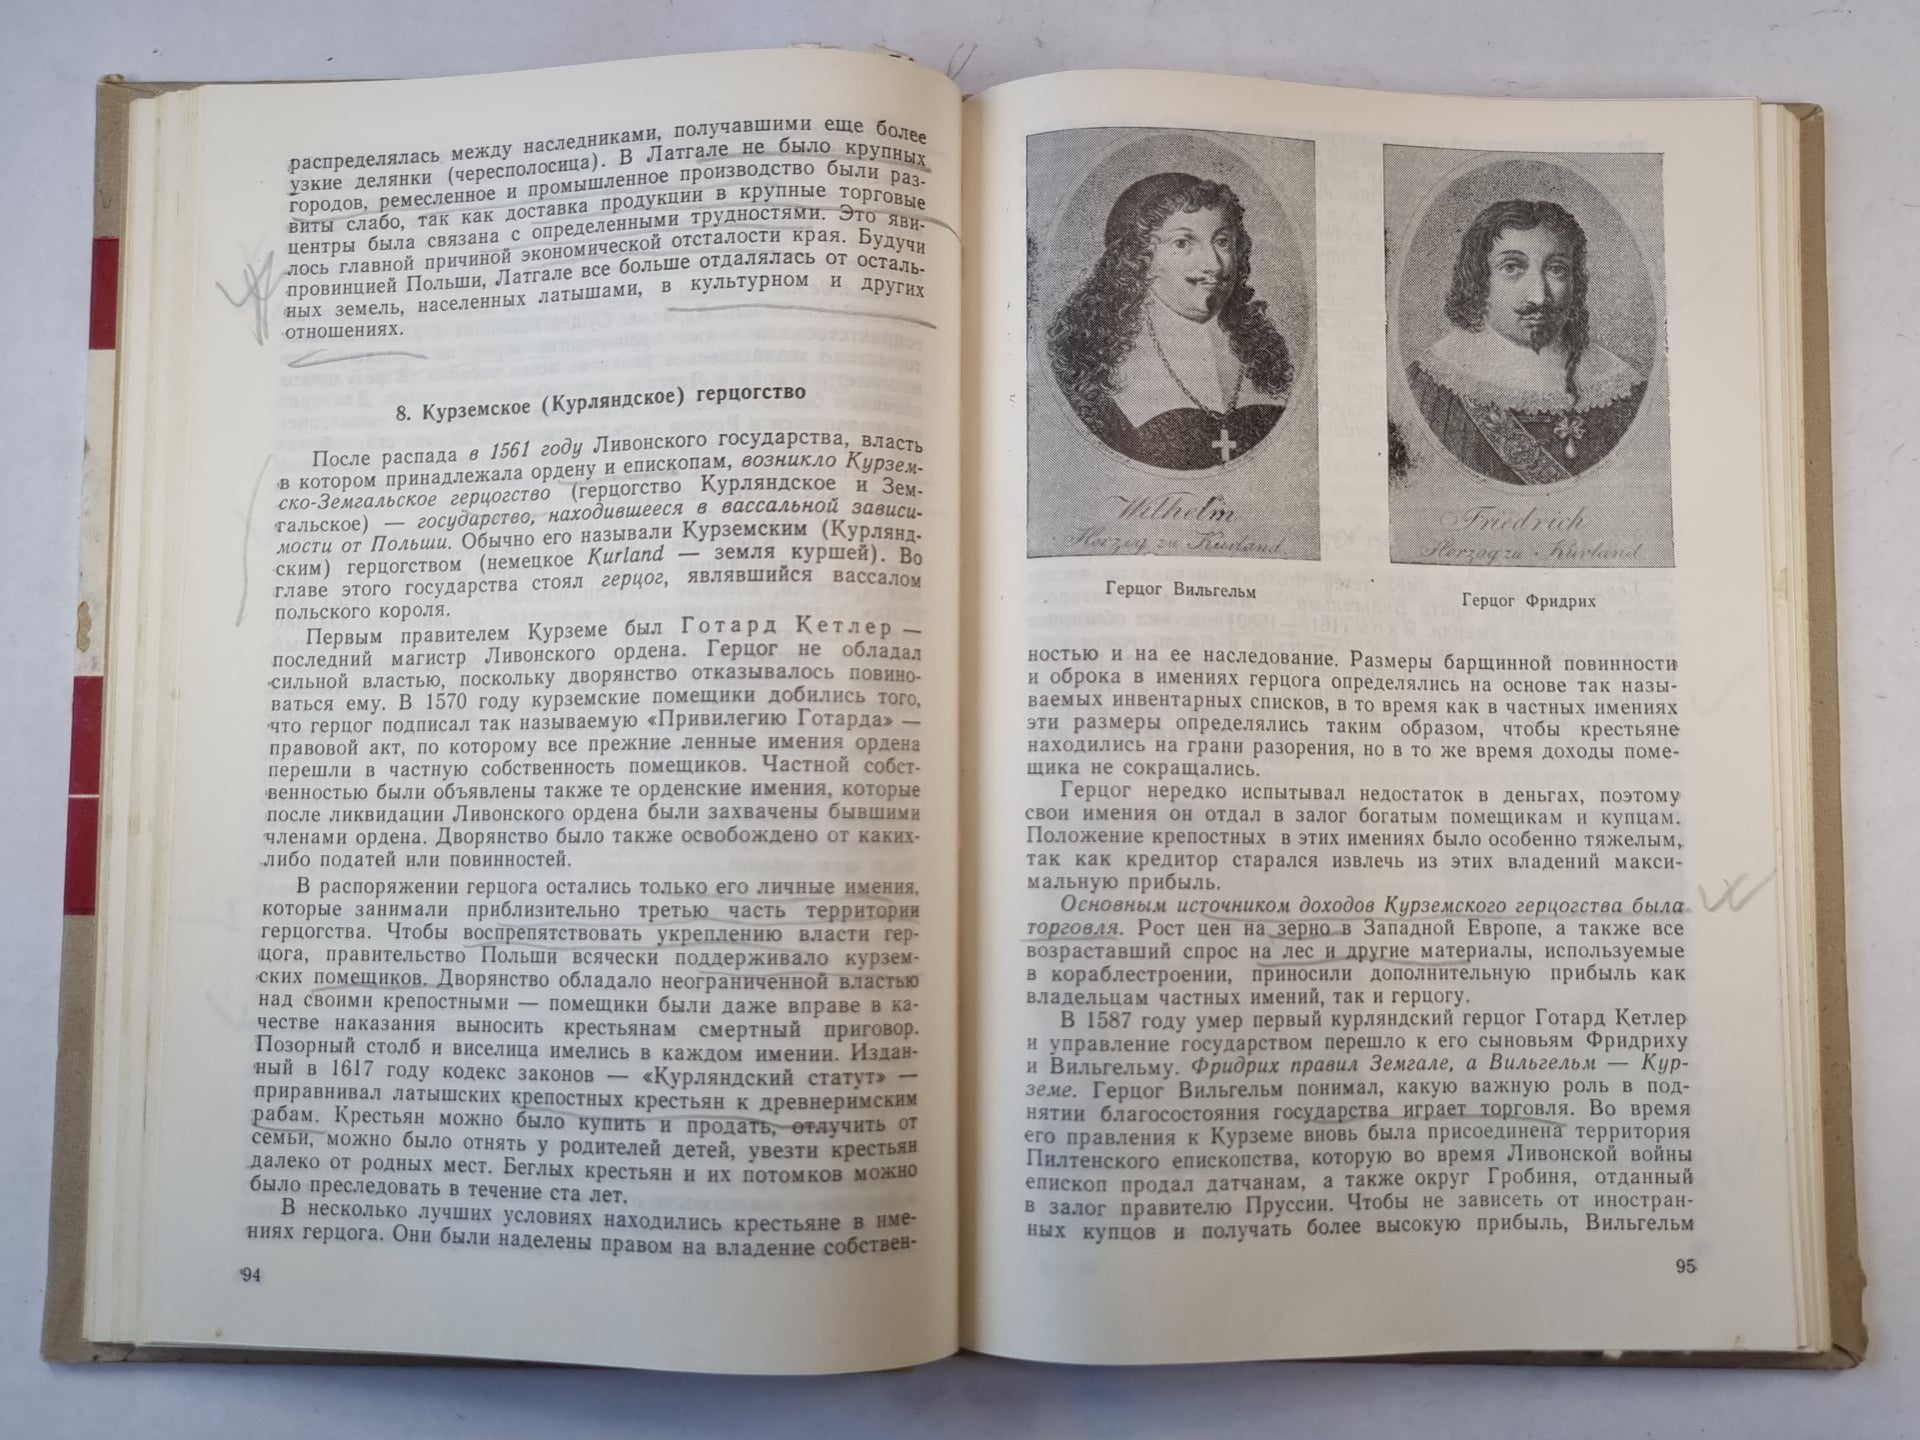 распределялась между наследниками, получавшими еще более
узкие делянки (чересполосица). В Латгале не было крупных
городов, ремесленное и промышленное производство были раз-
виты слабо, так как доставка продукции в крупные торговые
центры была связана с определенными трудностями. Это яви-
лось главной причиной экономической отсталости края. Будучи
провинцией Польши, Латгале все больше отдалялась от осталь-
ных земель, населенных латышами, в культурном и других
отношениях.
8. Курземское (Курляндское) герцогство
После распада в 1561 году Ливонского государства, власть
в котором принадлежала ордену и епископам, возникло Курзем-
ско-Земгальское герцогство (герцогство Курляндское и Зем-
гальское) — государство, находившееся в вассальной зависи-
мости от Польши. Обычно его называли Курземским (Курлянд-
ским) герцогством (немецкое Kurland — земля куршей). Во
главе этого государства стоял герцог, являвшийся вассалом
польского короля.
Первым правителем Курземе был Готард Кетлер —
последний магистр Ливонского ордена. Герцог не обладал
сильной властью, поскольку дворянство отказывалось повино-
ваться ему. В 1570 году курземские помещики добились того,
что герцог подписал так называемую «Привилегию Готарда» —
правовой акт, по которому все прежние ленные имения ордена
перешли в частную собственность помещиков. Частной собст-
венностью были объявлены также те орденские имения, которые
после ликвидации Ливонского ордена были захвачены бывшими
членами ордена. Дворянство было также освобождено от каких-
либо податей или повинностей.
В распоряжении герцога остались только его личные имения,
которые занимали приблизительно третью часть территории
герцогства. Чтобы воспрепятствовать укреплению власти гер-
цога, правительство Польши всячески поддерживало курзем-
ских помещиков. Дворянство обладало неограниченной властью
над своими крепостными — помещики были даже вправе в ка-
честве наказания выносить крестьянам смертный приговор.
Позорный столб и виселица имелись в каждом имении. Издан-
ный в 1617 году кодекс законов — «Курляндский статут» —
приравнивал латышских крепостных крестьян к древнеримским
рабам. Крестьян можно было купить и продать, отлучить от
семьи, можно было отнять у родителей детей, увезти крестьян
далеко от родных мест. Беглых крестьян и их потомков можно
было преследовать в течение ста лет.
В несколько лучших условиях находились крестьяне в име-
ниях герцога. Они были наделены правом на владение собствен-
94
Wilhelm
Herzog zu Kurland
Friedrich
Herzog zu Kurland
Герцог Вильгельм
Герцог Фридрих
ностью и на ее наследование. Размеры барщинной повинности
и оброка в имениях герцога определялись на основе так назы-
ваемых инвентарных списков, в то время как в частных имениях
эти размеры определялись таким образом, чтобы крестьяне
находились на грани разорения, но в то же время доходы поме-
щика не сокращались.
Герцог нередко испытывал недостаток в деньгах, поэтому
свои имения он отдал в залог богатым помещикам и купцам.
Положение крепостных в этих имениях было особенно тяжелым,
так как кредитор старался извлечь из этих владений макси-
мальную прибыль.
Основным источником доходов Курземского герцогства была
торговля. Рост цен на зерно в Западной Европе, а также все
возраставший спрос на лес и другие материалы, используемые
в кораблестроении, приносили дополнительную прибыль как
владельцам частных имений, так и герцогу.
В 1587 году умер первый курляндский герцог Готард Кетлер
и управление государством перешло к его сыновьям Фридриху
и Вильгельму. Фридрих правил Земгале, а Вильгельм — Кур-
земе. Герцог Вильгельм понимал, какую важную роль в под-
нятии благосостояния государства играет торговля. Во время
его правления к Курземе вновь была присоединена территория
Пилтенского епископства, которую во время Ливонской войны
епископ продал датчанам, а также округ Гробиня, отданный
в залог правителю Пруссии. Чтобы не зависеть от иностран-
ных купцов и получать более высокую прибыль, Вильгельм
95